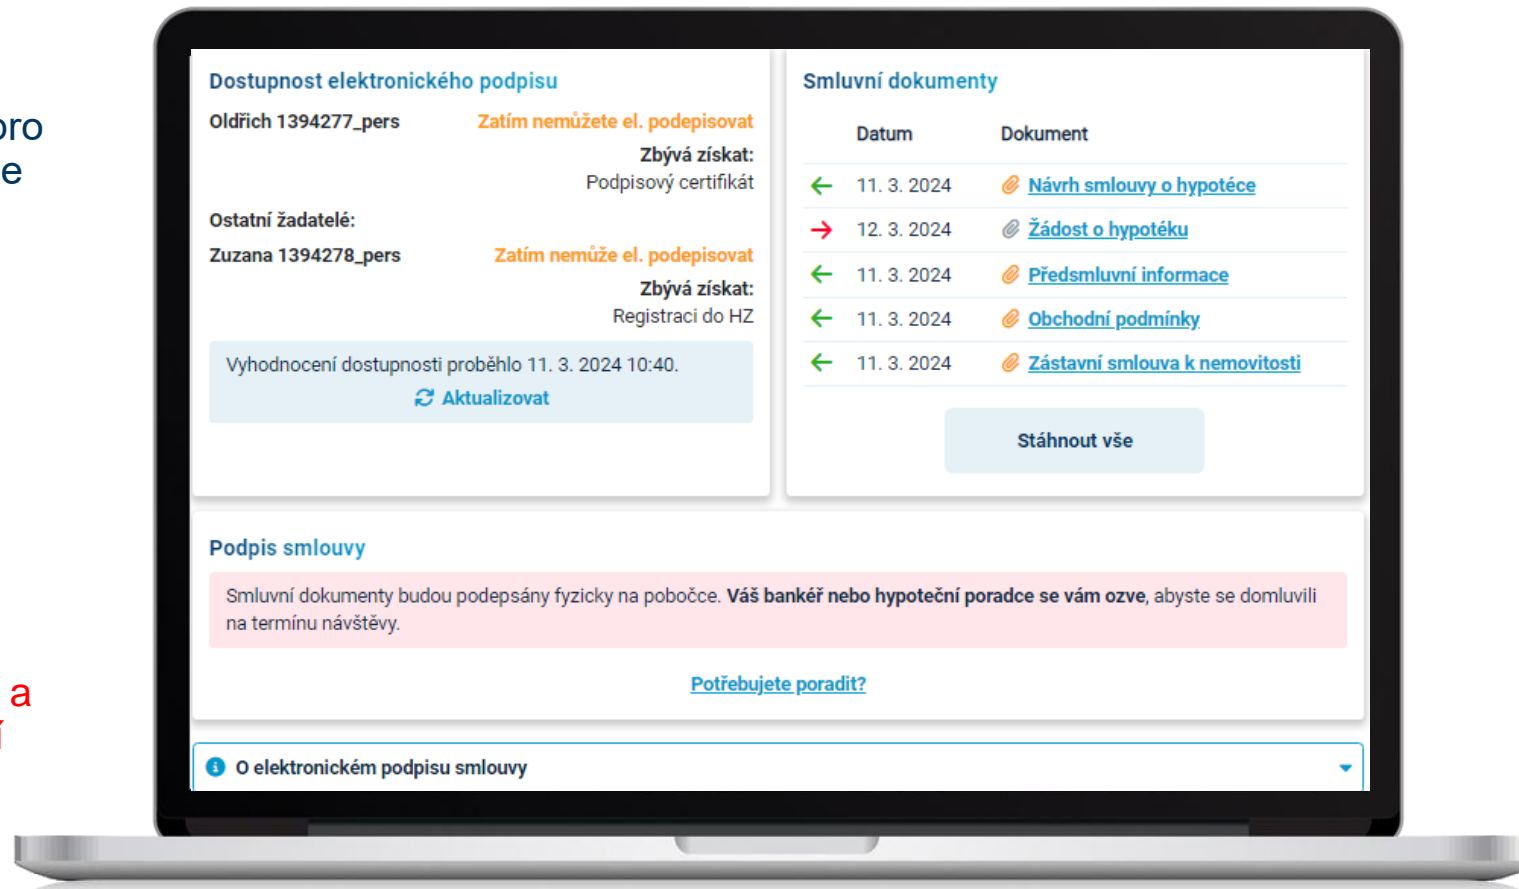 pro
e
a
í
Dostupnost elektronického podpisu
Oldřich 1394277_pers Zatím nemůžete el. podepisovat
Zbývá získat:
Podpisový certifikát
Ostatní žadatelé:
Zuzana 1394278_pers Zatím nemůže el. podepisovat
Zbývá získat:
Registraci do HZ
Vyhodnocení dostupnosti proběhlo 11. 3. 2024 10:40.
Aktualizovat
Smluvní dokumenty
Datum Dokument
11. 3. 2024 Návrh smlouvy o hypotéce
12. 3. 2024 Žádost o hypotéku
11. 3. 2024 Předsmluvní informace
11. 3. 2024 Obchodní podmínky
11. 3. 2024 Zástavní smlouva k nemovitosti
Stáhnout vše
Podpis smlouvy
Smluvní dokumenty budou podepsány fyzicky na pobočce. Váš bankéř nebo hypoteční poradce se vám ozve, abyste se domluvili
na termínu návštěvy.
Potřebujete poradit?
O elektronickém podpisu smlouvy